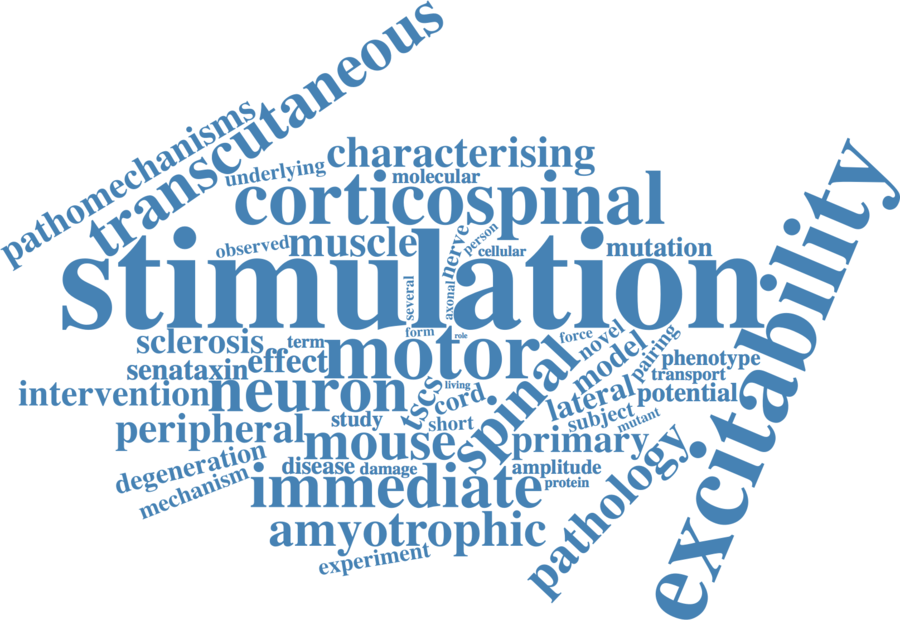 transcutaneous
pathomechanisms
underlying
characterising
molecular
corticospinal
observed
muscle
nerve
person
cellular
mutation
stimulation
several
axonal
excitability
sclerosis
term
form
role
force
novel
pairing
senataxin
effect
motor
model
phenotype
transport
intervention
neuron
tscs
living
cord
spinal
lateral
potential
peripheral
study
short
subject
mutant
mouse
primary
degeneration
disease
damage
amplitude
protein
pathology
mechanism
immediate
amyotrophic
experiment